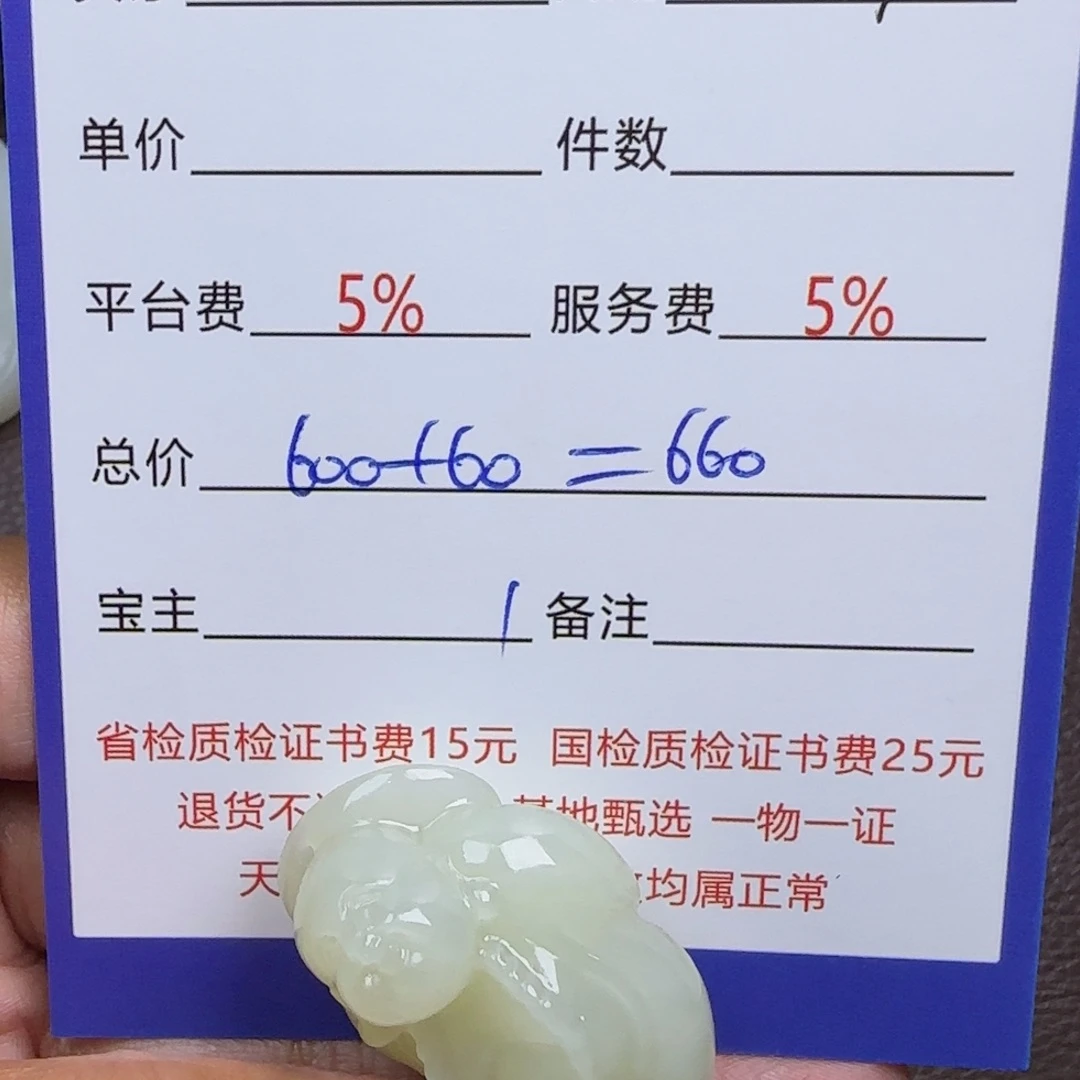 单价 件数
平台费 5% 服务费 5%
总价 600+60=660
宝主 / 备注
省检质检证书费15元 国检质检证书费25元
退货不 基地甄选 一物一证
天 均属正常